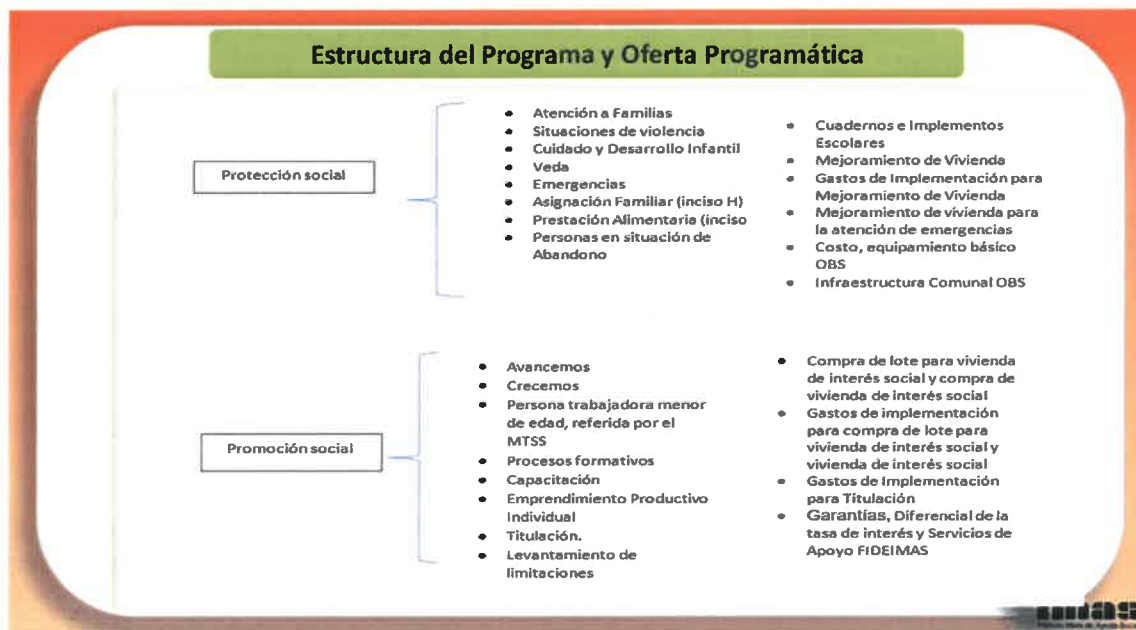 Estructura del Programa y Oferta Programática
Protección social
• Atención a Familias
• Situaciones de violencia
• Cuidado y Desarrollo Infantil
• Veda
• Emergencias
• Asignación Familiar (inciso H)
• Prestación Alimentaria (inciso
• Personas en situación de
Abandono
• Cuadernos e Implementos
Escolares
• Mejoramiento de Vivienda
• Gastos de Implementación para
Mejoramiento de Vivienda
• Mejoramiento de vivienda para
la atención de emergencias
• Costo, equipamiento básico
OBS
• Infraestructura Comunal OBS
Promoción social
• Avancemos
• Crecemos
• Persona trabajadora menor
de edad, referida por el
MTSS
• Procesos formativos
• Capacitación
• Emprendimiento Productivo
Individual
• Titulación.
• Levantamiento de
limitaciones
• Compra de lote para vivienda
de interés social y compra de
vivienda de interés social
• Gastos de implementación
para compra de lote para
vivienda de interés social y
vivienda de interés social
• Gastos de Implementación
para Titulación
• Garantías, Diferencial de la
tasa de interés y Servicios de
Apoyo FIDEIMAS